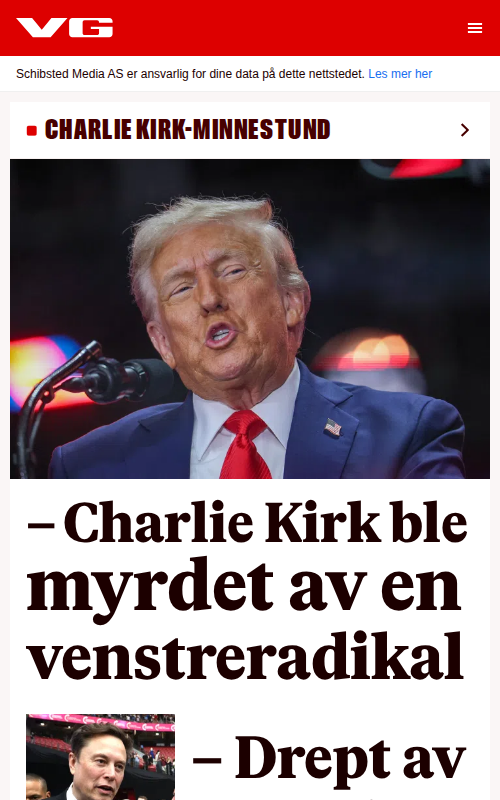 VG
Schibsted Media AS er ansvarlig for dine data på dette nettstedet. Les mer her
CHARLIE KIRK-MINNESTUND
– Charlie Kirk ble
myrdet av en
venstreradikal
– Drept av